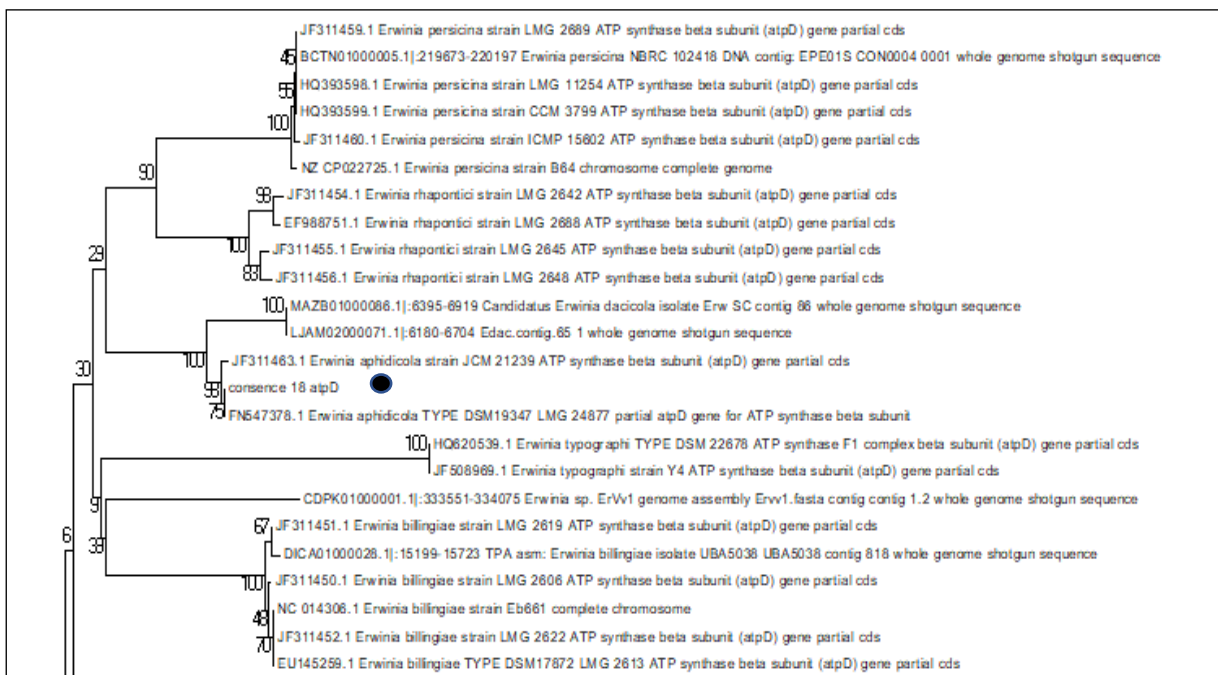 JF311459.1 Erwinia persicina strain LMG 2689 ATP synthase beta subunit (atpD) gene partial cds
45
BCTN01000005.1|:219673-220197 Erwinia persicina NBRC 102418 DNA contig: EPE01S CON0004 0001 whole genome shotgun sequence
55
HQ393598.1 Erwinia persicina strain LMG 11254 ATP synthase beta subunit (atpD) gene partial cds
HQ393599.1 Erwinia persicina strain CCM 3799 ATP synthase beta subunit (atpD) gene partial cds
100
JF311460.1 Erwinia persicina strain ICMP 15602 ATP synthase beta subunit (atpD) gene partial cds
NZ CP022725.1 Erwinia persicina strain B64 chromosome complete genome
90
98
JF311454.1 Erwinia rhapontici strain LMG 2642 ATP synthase beta subunit (atpD) gene partial cds
EF988751.1 Erwinia rhapontici strain LMG 2688 ATP synthase beta subunit (atpD) gene partial cds
100
JF311455.1 Erwinia rhapontici strain LMG 2645 ATP synthase beta subunit (atpD) gene partial cds
29
83
JF311456.1 Erwinia rhapontici strain LMG 2648 ATP synthase beta subunit (atpD) gene partial cds
100
MAZB01000086.1|:6395-6919 Candidatus Erwinia dacicola isolate Erw SC contig 86 whole genome shotgun sequence
LJAM02000071.1|:6180-6704 Edac.contig.65 1 whole genome shotgun sequence
100
JF311463.1 Erwinia aphidicola strain JCM 21239 ATP synthase beta subunit (atpD) gene partial cds
30
98
consence 18 atpD
75
FN547378.1 Erwinia aphidicola TYPE DSM19347 LMG 24877 partial atpD gene for ATP synthase beta subunit
100
HQ620539.1 Erwinia typographi TYPE DSM 22678 ATP synthase F1 complex beta subunit (atpD) gene partial cds
JF508969.1 Erwinia typographi strain Y4 ATP synthase beta subunit (atpD) gene partial cds
9
CDPK01000001.1|:333551-334075 Erwinia sp. ErVv1 genome assembly Ervv1.fasta contig contig 1.2 whole genome shotgun sequence
67
JF311451.1 Erwinia billingiae strain LMG 2619 ATP synthase beta subunit (atpD) gene partial cds
6
38
DICA01000028.1|:15199-15723 TPA asm: Erwinia billingiae isolate UBA5038 UBA5038 contig 818 whole genome shotgun sequence
100
JF311450.1 Erwinia billingiae strain LMG 2606 ATP synthase beta subunit (atpD) gene partial cds
NC 014306.1 Erwinia billingiae strain Eb661 complete chromosome
48
JF311452.1 Erwinia billingiae strain LMG 2622 ATP synthase beta subunit (atpD) gene partial cds
70
EU145259.1 Erwinia billingiae TYPE DSM17872 LMG 2613 ATP synthase beta subunit (atpD) gene partial cds